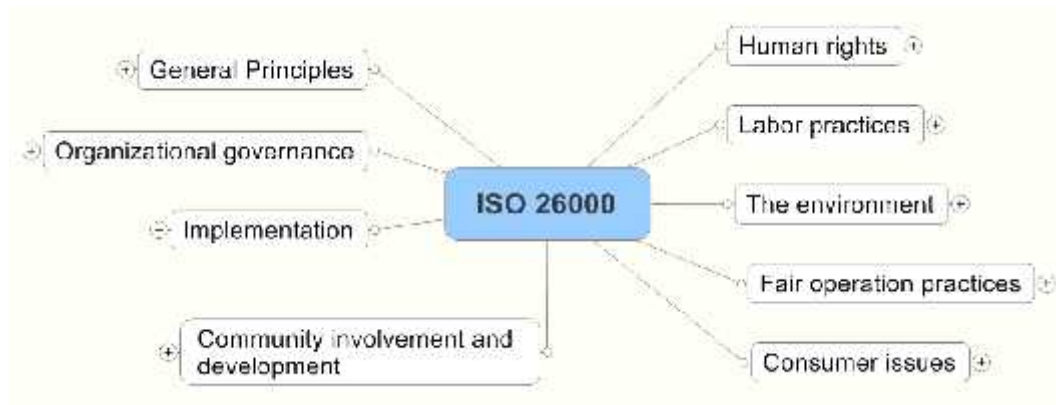 General Principles
Organizational governance
Implementation
Community involvement and
development
ISO 26000
Human rights
Labor practices
The environment
Fair operation practices
Consumer issues